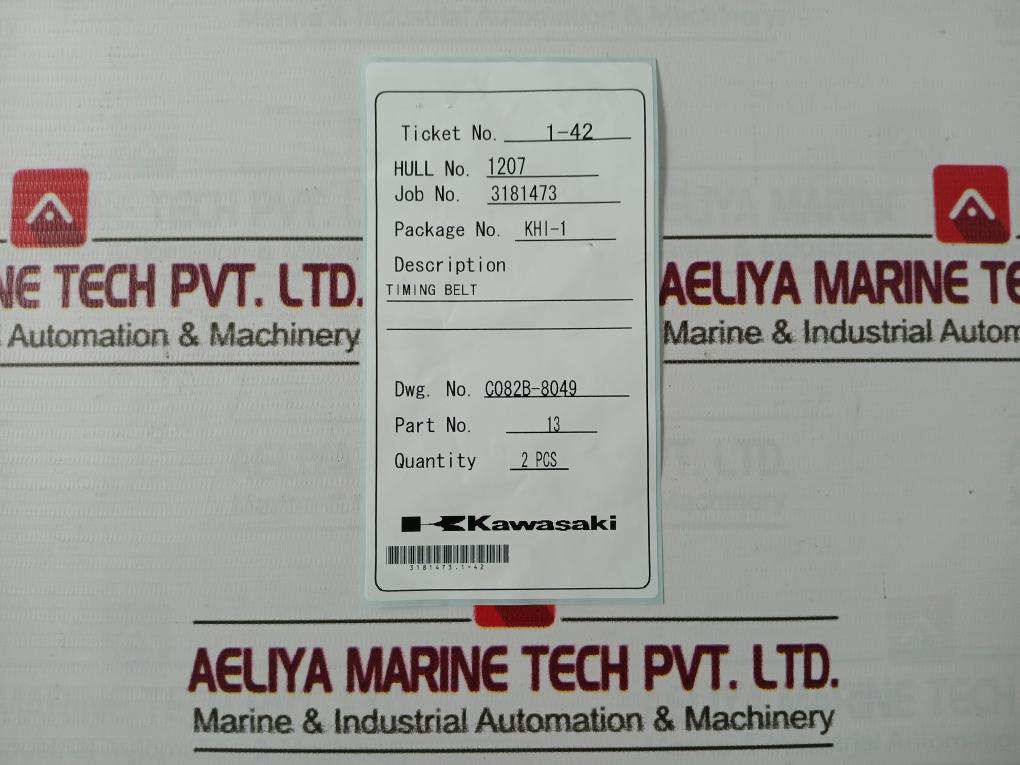 Ticket No. 1-42
HULL No. 1207
Job No. 3181473
Package No. KHI-1
Description
TIMING BELT
Dwg. No. C082B-8049
Part No. 13
Quantity 2 PCS
Kawasaki
3181473.1-42
NE TECH PVT. LTD.
Automation & Machinery
AELIYA MARINE TE
Marine & Industrial Autom
AELIYA MARINE TECH PVT. LTD.
Marine & Industrial Automation & Machinery